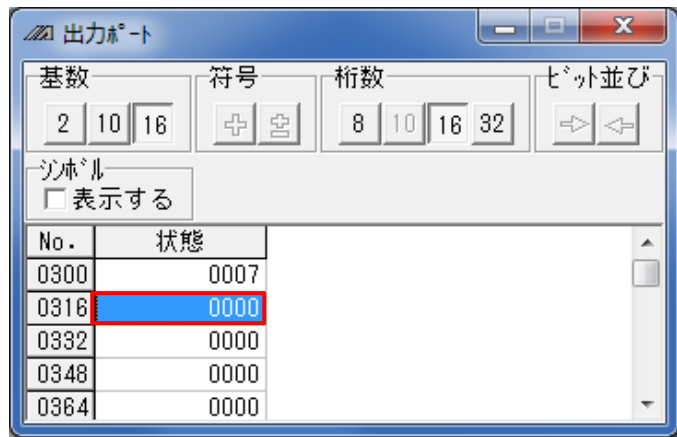 出力ﾎﾟｰﾄ
基数 符号 桁数 ﾋﾞｯﾄ並び
2 10 16 8 10 16 32
ｼﾝﾎﾞﾙ
表示する
No. 状態
0300 0007
0316 0000
0332 0000
0348 0000
0364 0000